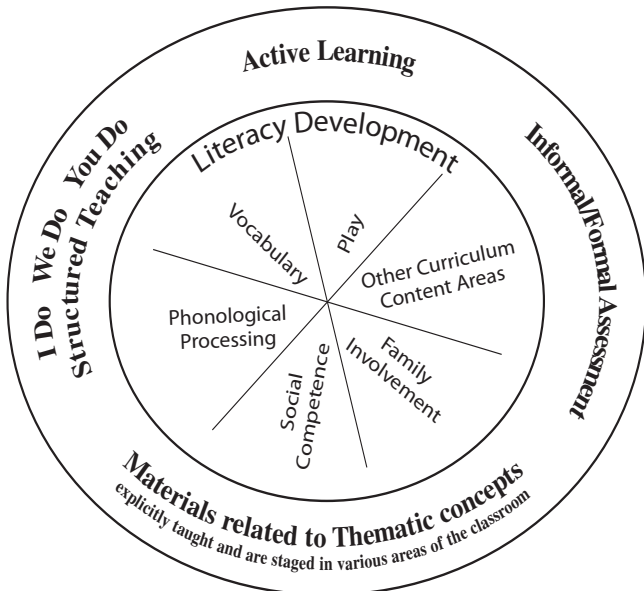 Active Learning
I Do We Do You Do
Structured Teaching
Informal/Formal Assessment
Literacy Development
Vocabulary
Play
Other Curriculum
Content Areas
Phonological
Processing
Family
Involvement
Social
Competence
Materials related to Thematic concepts
explicitly taught and are staged in various areas of the classroom